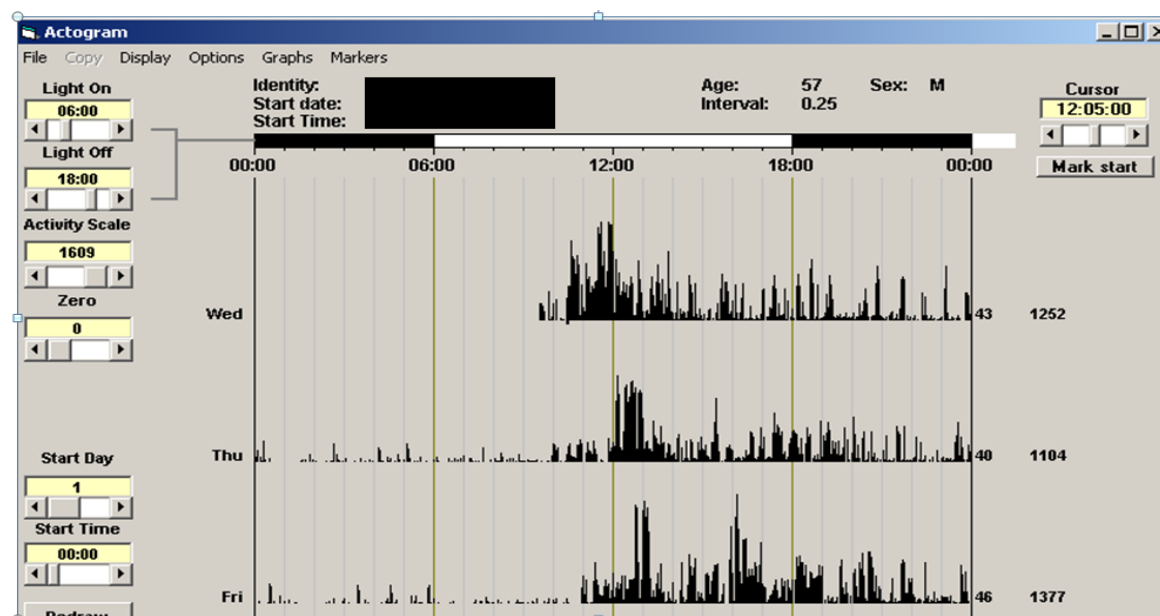 Actogram
File Copy Display Options Graphs Markers
Light On
06:00
Light Off
18:00
Activity Scale
1609
Zero
0
Start Day
1
Start Time
00:00
Redraw
Identity:
Start date:
Start Time:
Age: 57 Sex: M
Interval: 0.25
Cursor
12:05:00
Mark start
00:00 06:00 12:00 18:00 00:00
Wed 43 1252
Thu 40 1104
Fri 46 1377